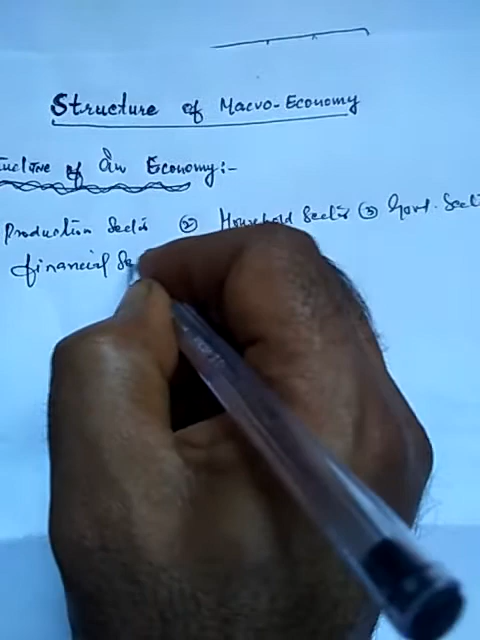 Structure of Macro-Economy
ucture of an Economy:-
Production Sector ② Household Sector ③ Govt. Sect
financial Se